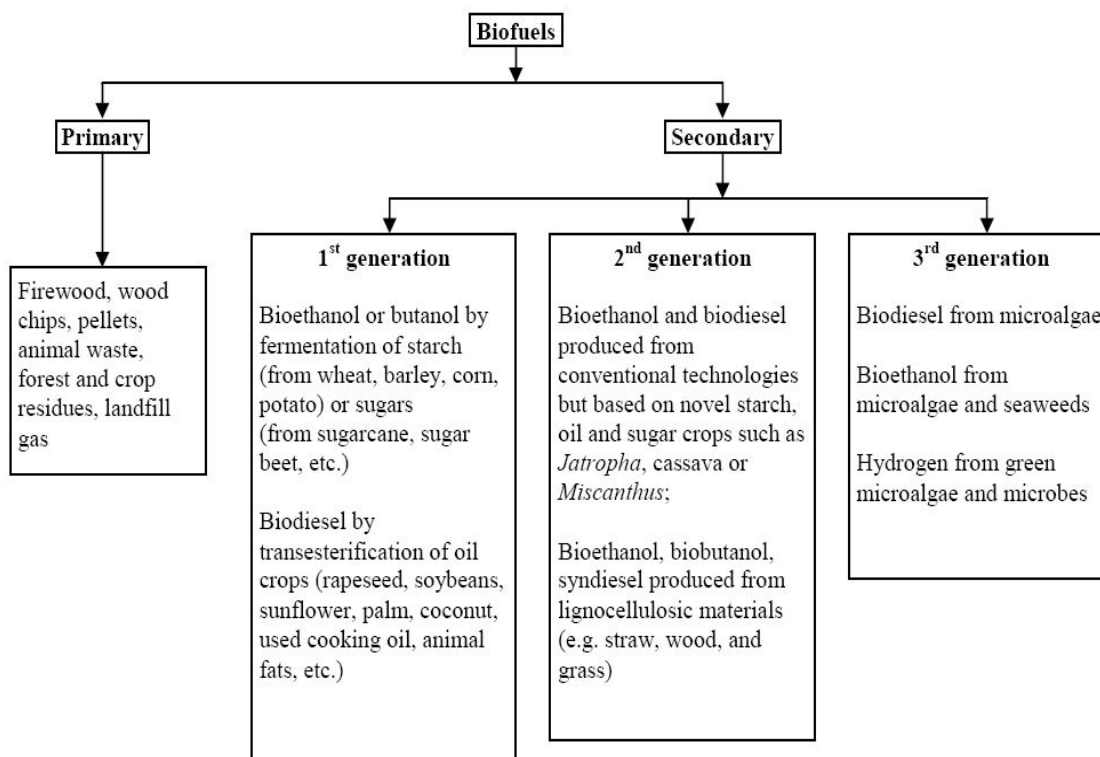 Biofuels
Primary
Secondary
Firewood, wood
chips, pellets,
animal waste,
forest and crop
residues, landfill
gas
1st generation
Bioethanol or butanol by
fermentation of starch
(from wheat, barley, corn,
potato) or sugars
(from sugarcane, sugar
beet, etc.)
Biodiesel by
transesterification of oil
crops (rapeseed, soybeans,
sunflower, palm, coconut,
used cooking oil, animal
fats, etc.)
2nd generation
Bioethanol and biodiesel
produced from
conventional technologies
but based on novel starch,
oil and sugar crops such as
Jatropha, cassava or
Miscanthus;
Bioethanol, biobutanol,
syndiesel produced from
lignocellulosic materials
(e.g. straw, wood, and
grass)
3rd generation
Biodiesel from microalgae
Bioethanol from
microalgae and seaweeds
Hydrogen from green
microalgae and microbes